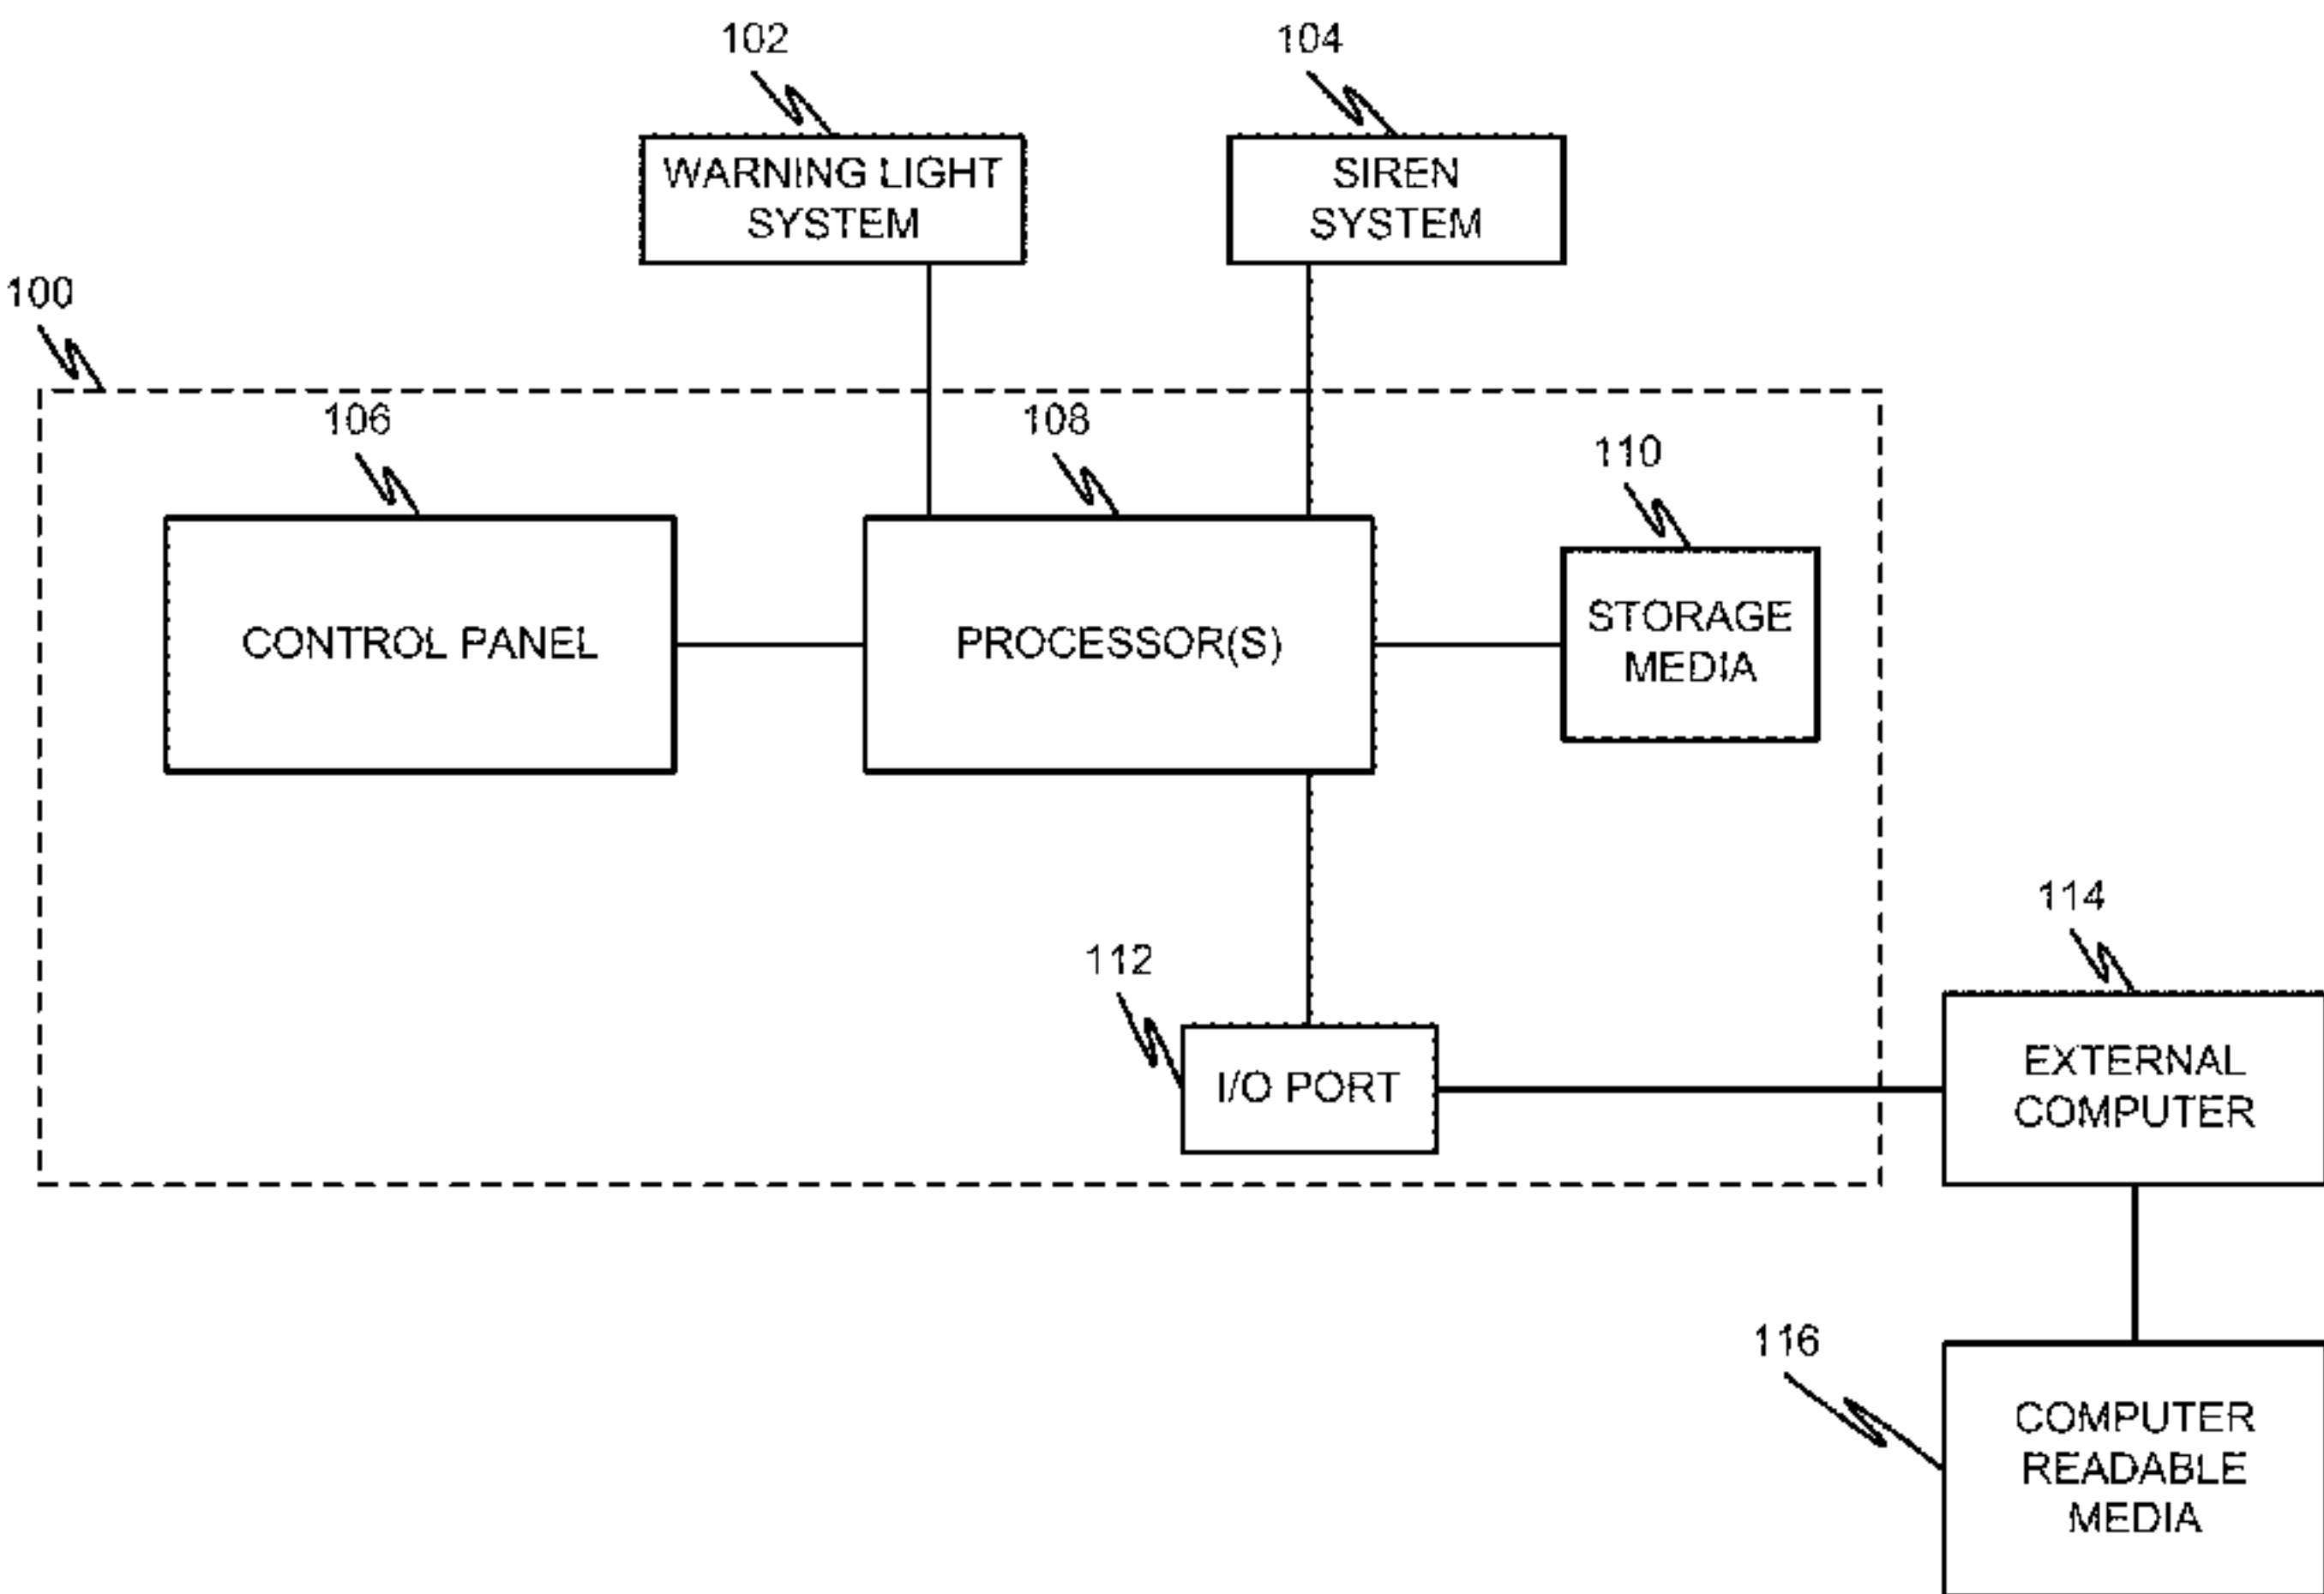 102
104
WARNING LIGHT
SYSTEM
SIREN
SYSTEM
100
106
108
110
CONTROL PANEL
PROCESSOR(S)
STORAGE
MEDIA
112
114
I/O PORT
EXTERNAL
COMPUTER
116
COMPUTER
READABLE
MEDIA